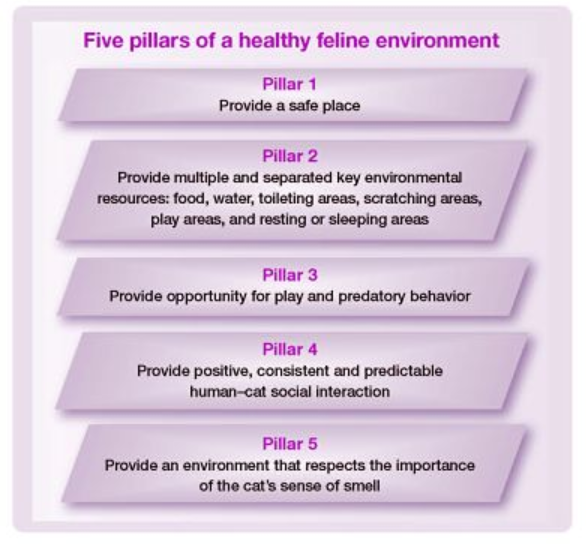 Five pillars of a healthy feline environment
Pillar 1
Provide a safe place
Pillar 2
Provide multiple and separated key environmental
resources: food, water, toileting areas, scratching areas,
play areas, and resting or sleeping areas
Pillar 3
Provide opportunity for play and predatory behavior
Pillar 4
Provide positive, consistent and predictable
human–cat social interaction
Pillar 5
Provide an environment that respects the importance
of the cat's sense of smell